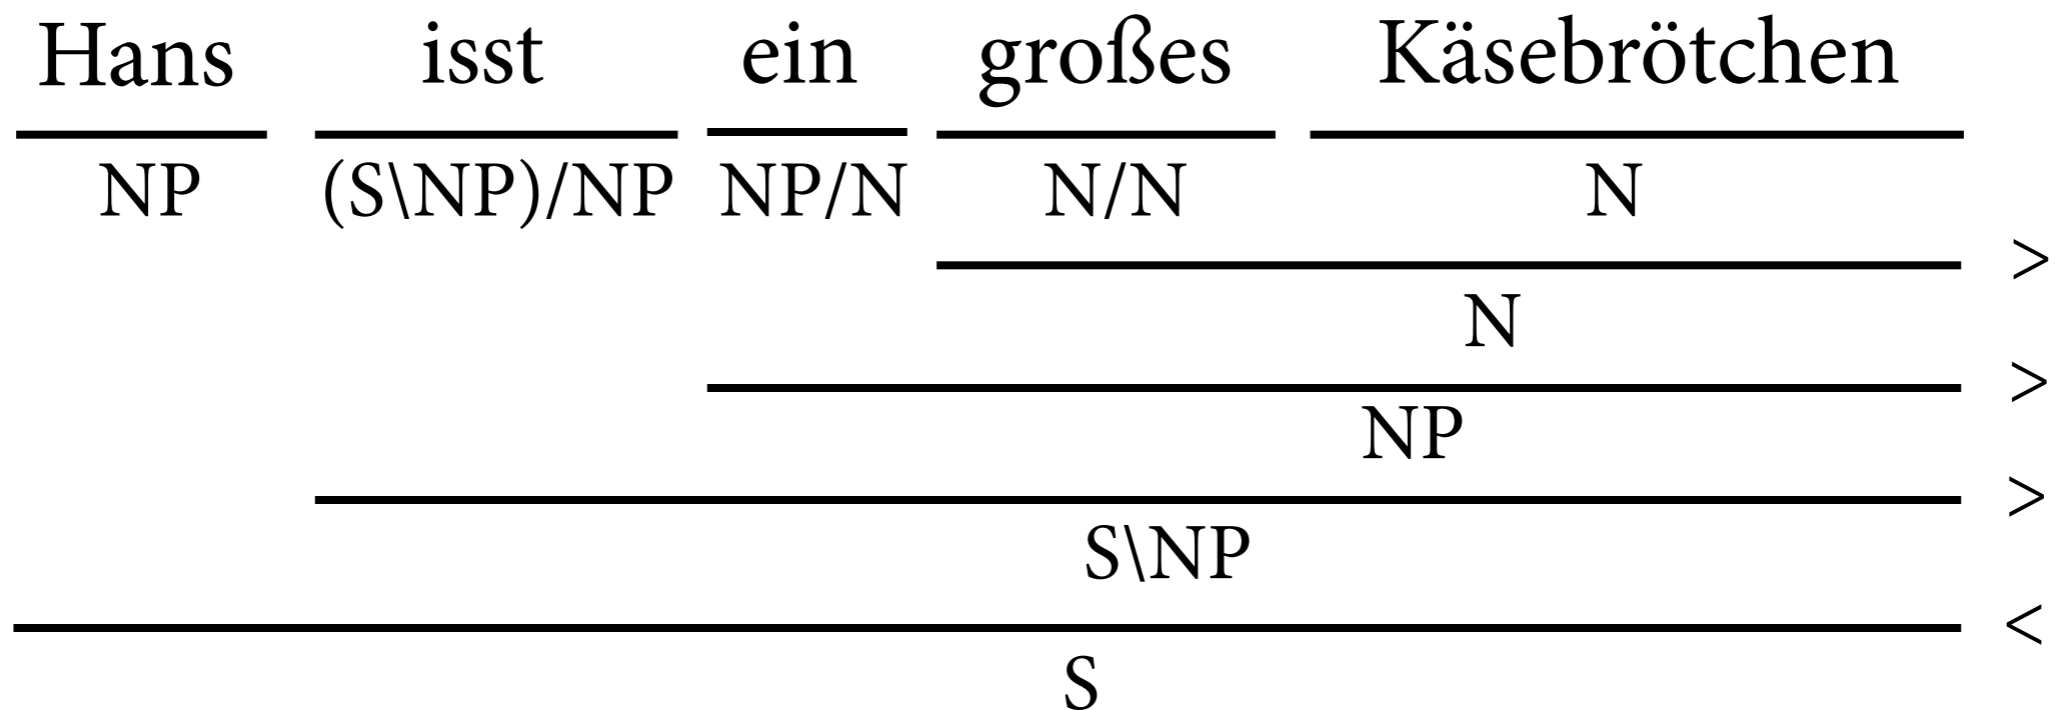 Hans isst ein großes Käsebrötchen
NP (S\NP)/NP NP/N N/N N
>
N
>
NP
>
S\NP
<
S